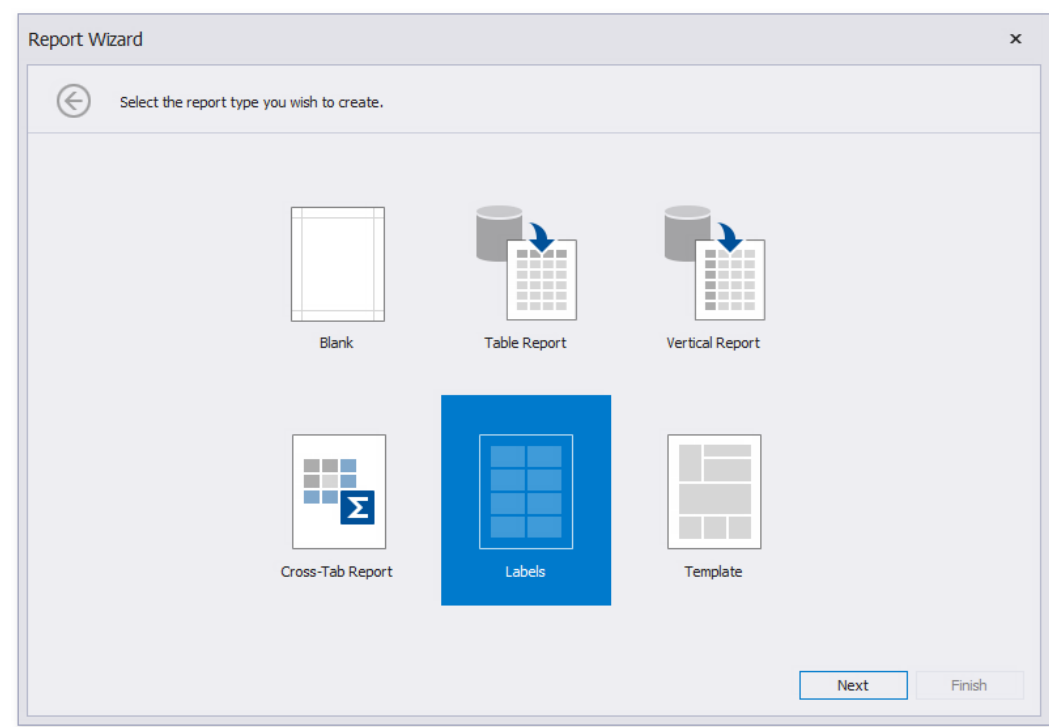 Report Wizard
Select the report type you wish to create.
Blank
Table Report
Vertical Report
Σ
Cross-Tab Report
Labels
Template
Next
Finish